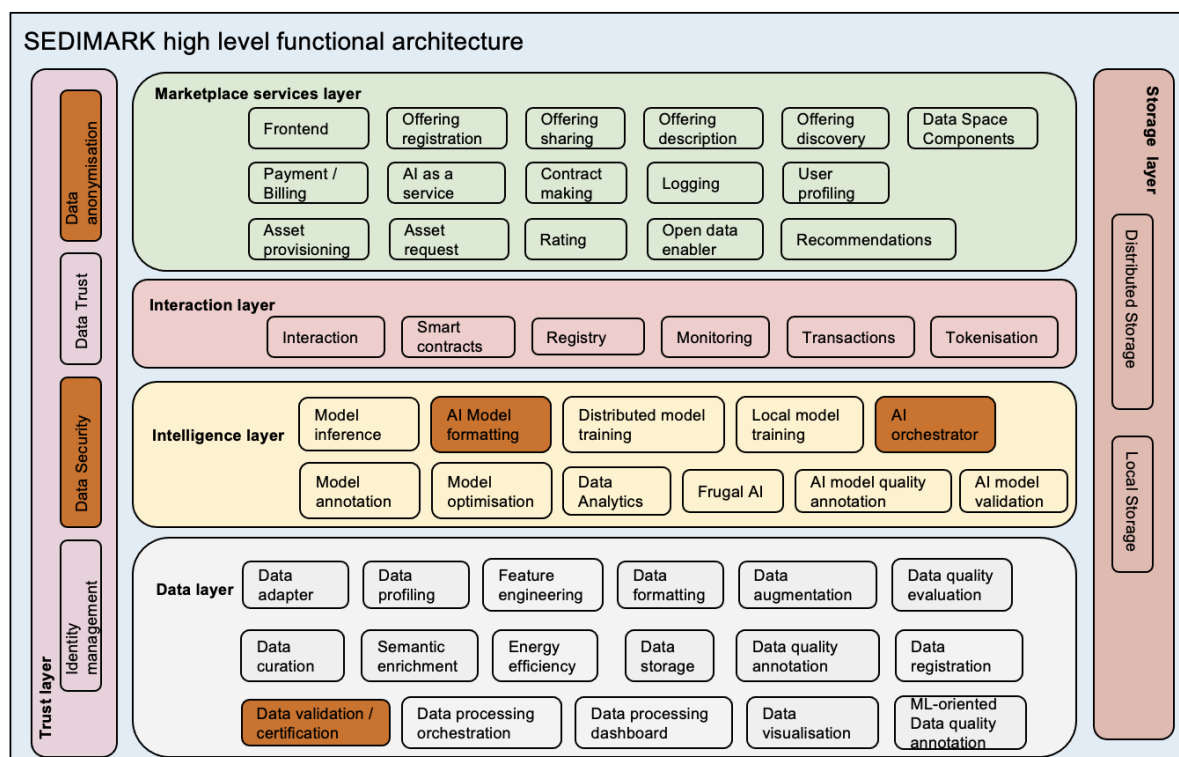 SEDIMARK high level functional architecture
Trust layer
Data
anonymisation
Data Trust
Data Security
Identity
management
Marketplace services layer
Frontend
Offering
registration
Offering
sharing
Offering
description
Offering
discovery
Data Space
Components
Payment /
Billing
AI as a
service
Contract
making
Logging
User
profiling
Asset
provisioning
Asset
request
Rating
Open data
enabler
Recommendations
Interaction layer
Interaction
Smart
contracts
Registry
Monitoring
Transactions
Tokenisation
Intelligence layer
Model
inference
AI Model
formatting
Distributed model
training
Local model
training
AI
orchestrator
Model
annotation
Model
optimisation
Data
Analytics
Frugal AI
AI model quality
annotation
AI model
validation
Data layer
Data
adapter
Data
profiling
Feature
engineering
Data
formatting
Data
augmentation
Data quality
evaluation
Data
curation
Semantic
enrichment
Energy
efficiency
Data
storage
Data quality
annotation
Data
registration
Data validation /
certification
Data processing
orchestration
Data processing
dashboard
Data
visualisation
ML-oriented
Data quality
annotation
Storage layer
Distributed Storage
Local Storage